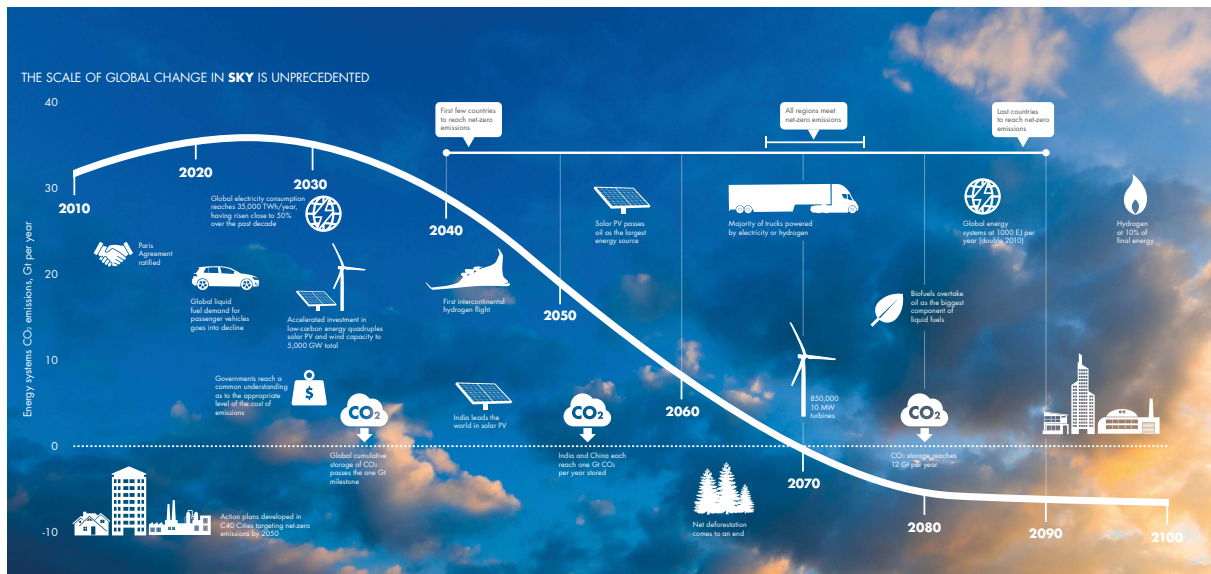 THE SCALE OF GLOBAL CHANGE IN SKY IS UNPRECEDENTED
40
30
20
10
0
-10
Energy systems CO₂ emissions, Gt per year
2010
2020
2030
2040
2050
2060
2070
2080
2090
2100
First few countries
to reach net-zero
emissions
All regions meet
net-zero emissions
Last countries
to reach net-zero
emissions
Global electricity consumption
reaches 35,000 TWh/year,
having risen close to 50%
over the past decade
Paris
Agreement
ratified
Global liquid
fuel demand for
passenger vehicles
goes into decline
Accelerated investment in
low-carbon energy quadruples
solar PV and wind capacity to
5,000 GW total
Governments reach a
common understanding
as to the appropriate
level of the cost of
emissions
$
CO₂
Global cumulative
storage of CO₂
passes the one Gt
milestone
Action plans developed in
C40 Cities targeting net-zero
emissions by 2050
First intercontinental
hydrogen flight
India leads the
world in solar PV
Solar PV passes
oil as the largest
energy source
CO₂
India and China each
reach one Gt CO₂
per year stored
Net deforestation
comes to an end
Majority of trucks powered
by electricity or hydrogen
850,000
10 MW
turbines
Global energy
systems at 1000 EJ per
year (double 2010)
Biofuels overtake
oil as the biggest
component of
liquid fuels
CO₂
CO₂ storage reaches
12 Gt per year
Hydrogen
at 10% of
final energy